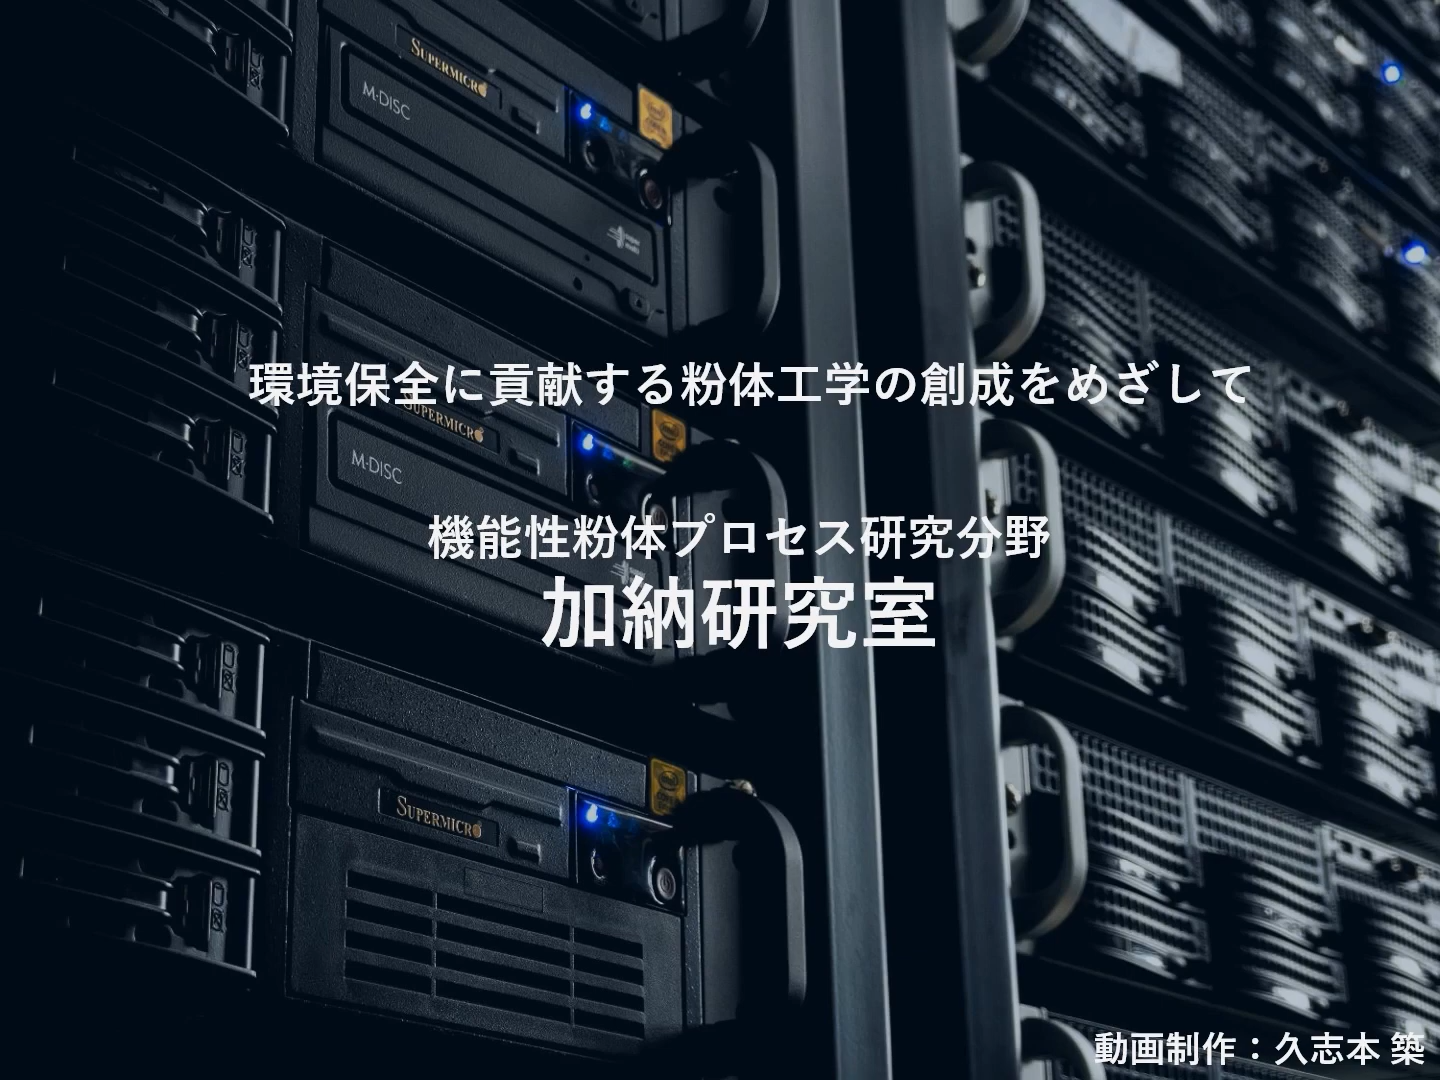 SUPERMICRO
M-DISC
環境保全に貢献する粉体工学の創成をめざして
SUPERMICRO
M-DISC
機能性粉体プロセス研究分野
加納研究室
SUPERMICRO
動画制作：久志本 築